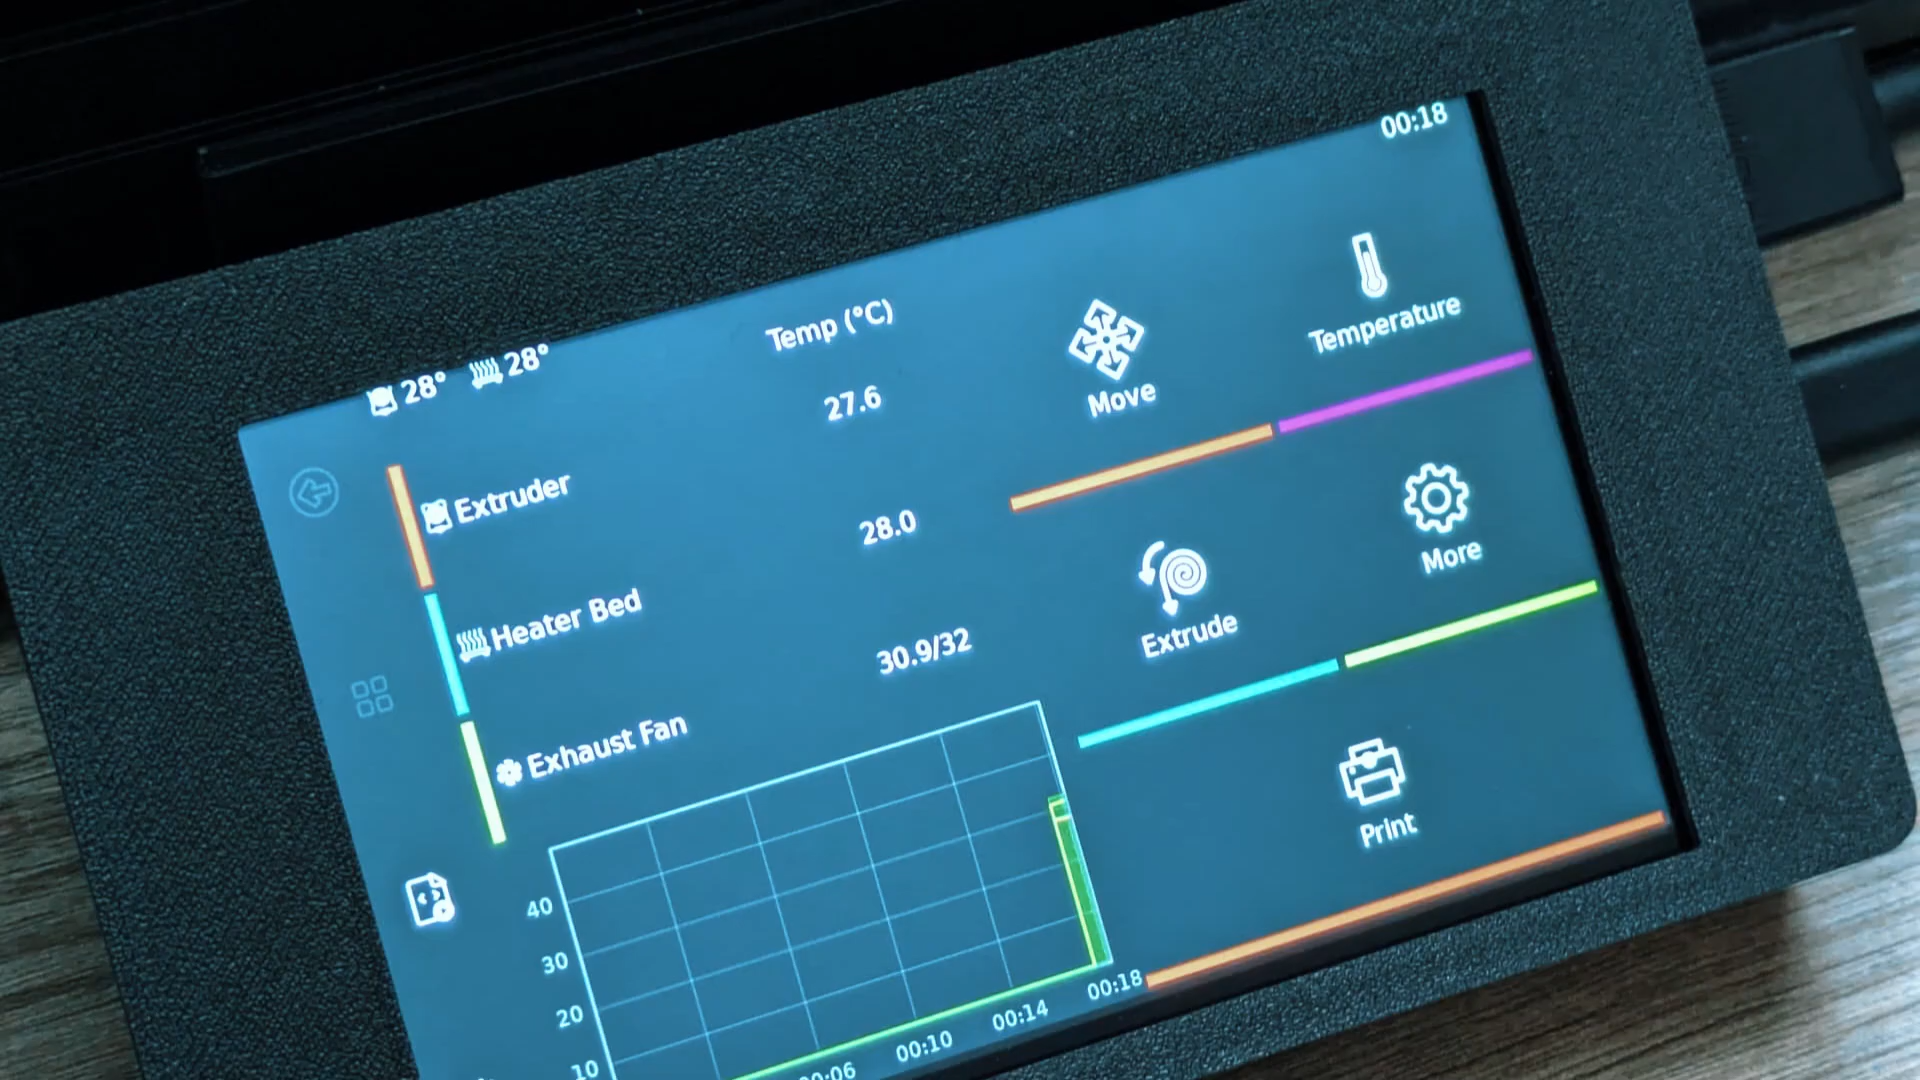 00:18
28° 28°
Temp (°C)
Extruder 27.6
Heater Bed 28.0
Exhaust Fan 30.9/32
Move
Temperature
Extrude
More
Print
40
30
20
10
00:10 00:14 00:18